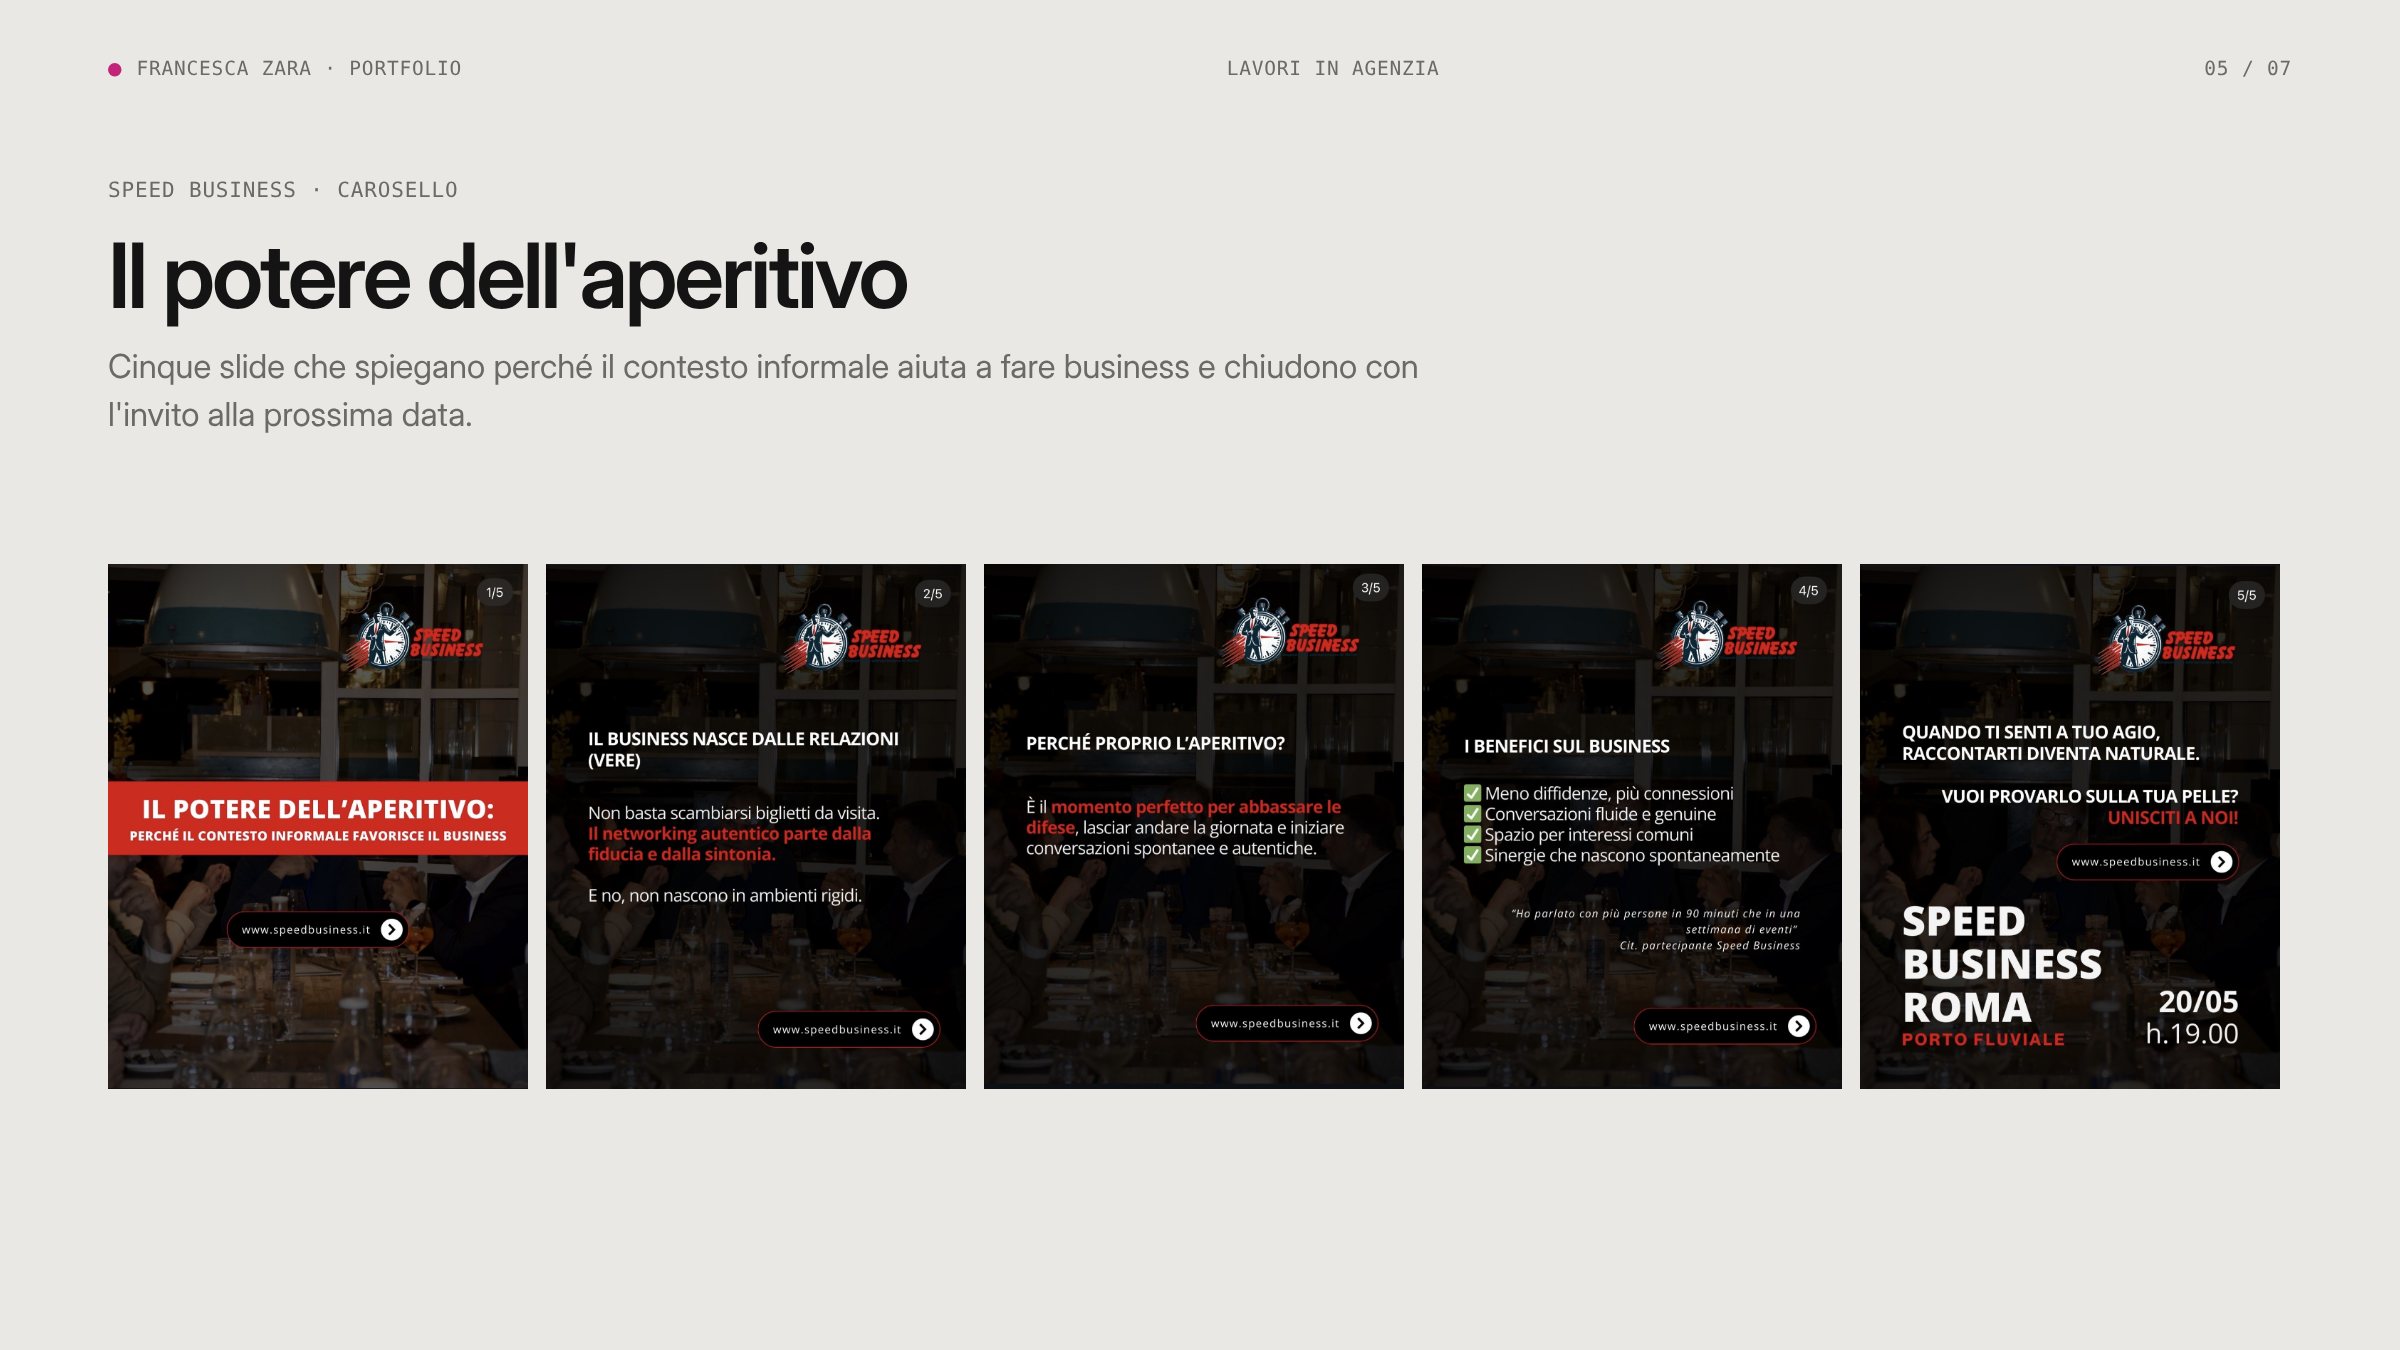 FRANCESCA ZARA · PORTFOLIO
LAVORI IN AGENZIA
05 / 07
SPEED BUSINESS · CAROSELLO
Il potere dell'aperitivo
Cinque slide che spiegano perché il contesto informale aiuta a fare business e chiudono con
l'invito alla prossima data.
1/5
SPEED
BUSINESS
IL POTERE DELL’APERITIVO:
PERCHÉ IL CONTESTO INFORMALE FAVORISCE IL BUSINESS
www.speedbusiness.it
2/5
SPEED
BUSINESS
IL BUSINESS NASCE DALLE RELAZIONI
(VERE)
Non basta scambiarsi biglietti da visita.
Il networking autentico parte dalla
fiducia e dalla sintonia.
E no, non nascono in ambienti rigidi.
www.speedbusiness.it
3/5
SPEED
BUSINESS
PERCHÉ PROPRIO L’APERITIVO?
È il momento perfetto per abbassare le
difese, lasciar andare la giornata e iniziare
conversazioni spontanee e autentiche.
www.speedbusiness.it
4/5
SPEED
BUSINESS
I BENEFICI SUL BUSINESS
✅ Meno diffidenze, più connessioni
✅ Conversazioni fluide e genuine
✅ Spazio per interessi comuni
✅ Sinergie che nascono spontaneamente
“Ho parlato con più persone in 90 minuti che in una
settimana di eventi”
Cit. partecipante Speed Business
www.speedbusiness.it
5/5
SPEED
BUSINESS
QUANDO TI SENTI A TUO AGIO,
RACCONTARTI DIVENTA NATURALE.
VUOI PROVARLO SULLA TUA PELLE?
UNISCITI A NOI!
www.speedbusiness.it
SPEED
BUSINESS
ROMA
PORTO FLUVIALE
20/05
h.19.00